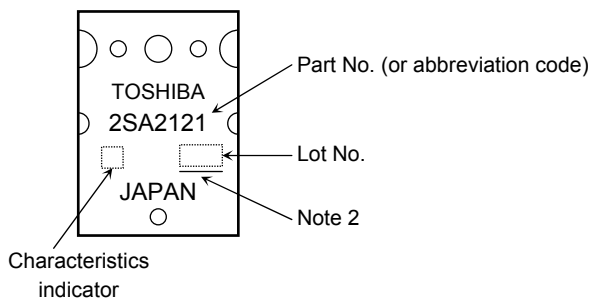 TOSHIBA
2SA2121
JAPAN
Part No. (or abbreviation code)
Lot No.
Note 2
Characteristics
indicator